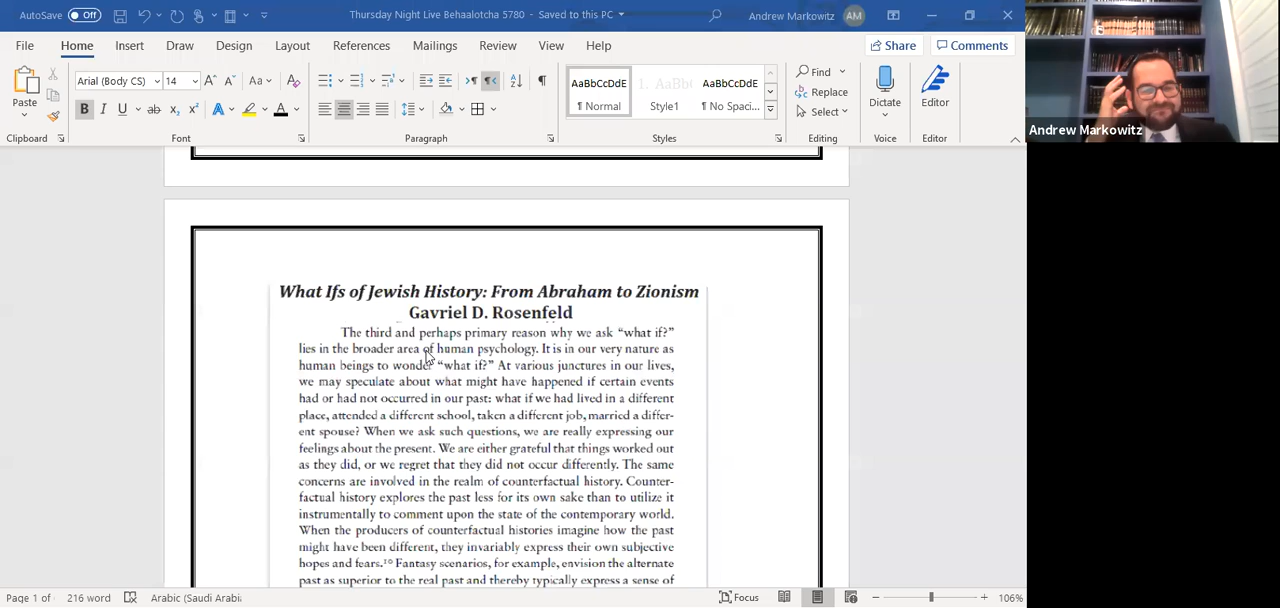 AutoSave Off
Thursday Night Live Behaalotcha 5780 - Saved to this PC
Andrew Markowitz AM
File Home Insert Draw Design Layout References Mailings Review View Help
Share Comments
Arial (Body CS) 14
Paste
AaBbCcDdE AaBbC AaBbCcDdE
¶ Normal Style1 ¶ No Spaci...
Find
Replace
Select
Dictate
Editor
Clipboard Font Paragraph Styles Editing Voice Editor
Andrew Markowitz
What Ifs of Jewish History: From Abraham to Zionism
Gavriel D. Rosenfeld
The third and perhaps primary reason why we ask “what if?”
lies in the broader area of human psychology. It is in our very nature as
human beings to wonder “what if?” At various junctures in our lives,
we may speculate about what might have happened if certain events
had or had not occurred in our past: what if we had lived in a different
place, attended a different school, taken a different job, married a differ-
ent spouse? When we ask such questions, we are really expressing our
feelings about the present. We are either grateful that things worked out
as they did, or we regret that they did not occur differently. The same
concerns are involved in the realm of counterfactual history. Counter-
factual history explores the past less for its own sake than to utilize it
instrumentally to comment upon the state of the contemporary world.
When the producers of counterfactual histories imagine how the past
might have been different, they invariably express their own subjective
hopes and fears.¹⁰ Fantasy scenarios, for example, envision the alternate
past as superior to the real past and thereby typically express a sense of
Page 1 of 216 word Arabic (Saudi Arabi Focus 106%